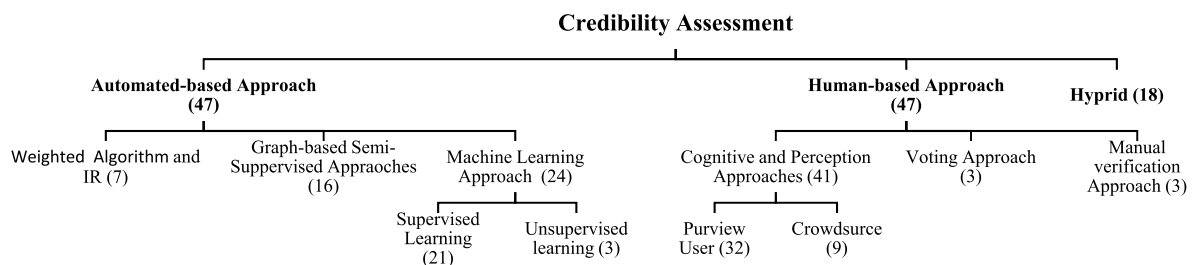 Credibility Assessment
Automated-based Approach
(47)
Human-based Approach
(47)
Hyprid (18)
Weighted Algorithm and
IR (7)
Graph-based Semi-
Suppervised Appraoches
(16)
Machine Learning
Approach (24)
Cognitive and Perception
Approaches (41)
Voting Approach
(3)
Manual
verification
Approach (3)
Supervised
Learning
(21)
Unsupervised
learning (3)
Purview
User (32)
Crowdsurce
(9)